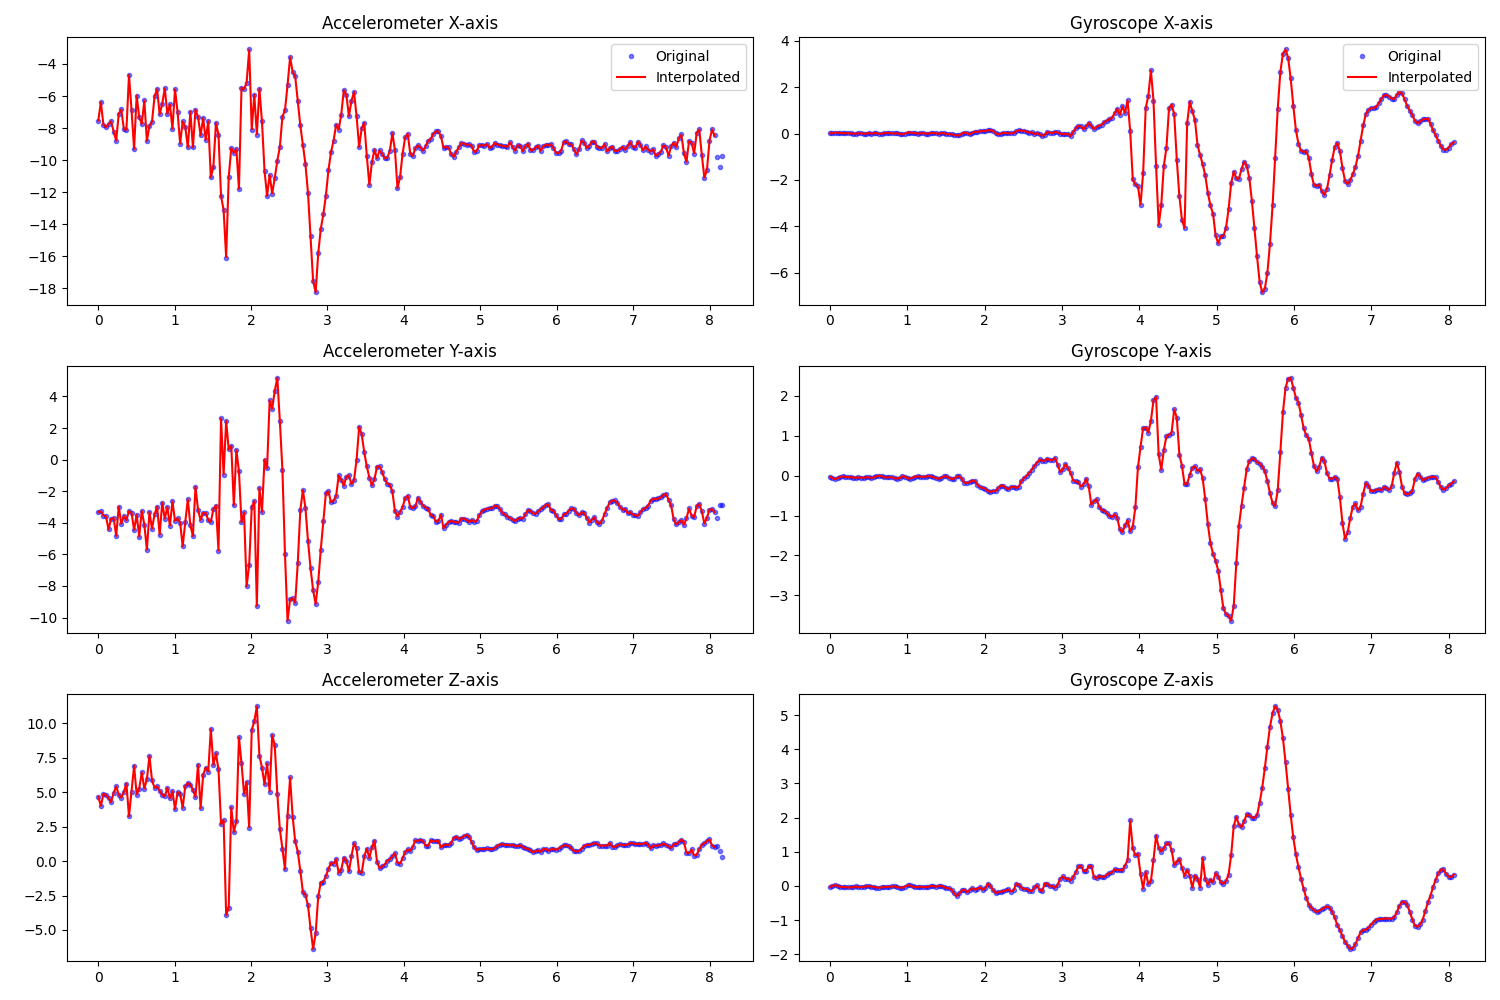 Accelerometer X-axis
Original
Interpolated
−4
−6
−8
−10
−12
−14
−16
−18
0 1 2 3 4 5 6 7 8
Gyroscope X-axis
Original
Interpolated
4
2
0
−2
−4
−6
0 1 2 3 4 5 6 7 8
Accelerometer Y-axis
4
2
0
−2
−4
−6
−8
−10
0 1 2 3 4 5 6 7 8
Gyroscope Y-axis
2
1
0
−1
−2
−3
0 1 2 3 4 5 6 7 8
Accelerometer Z-axis
10.0
7.5
5.0
2.5
0.0
−2.5
−5.0
0 1 2 3 4 5 6 7 8
Gyroscope Z-axis
5
4
3
2
1
0
−1
−2
0 1 2 3 4 5 6 7 8